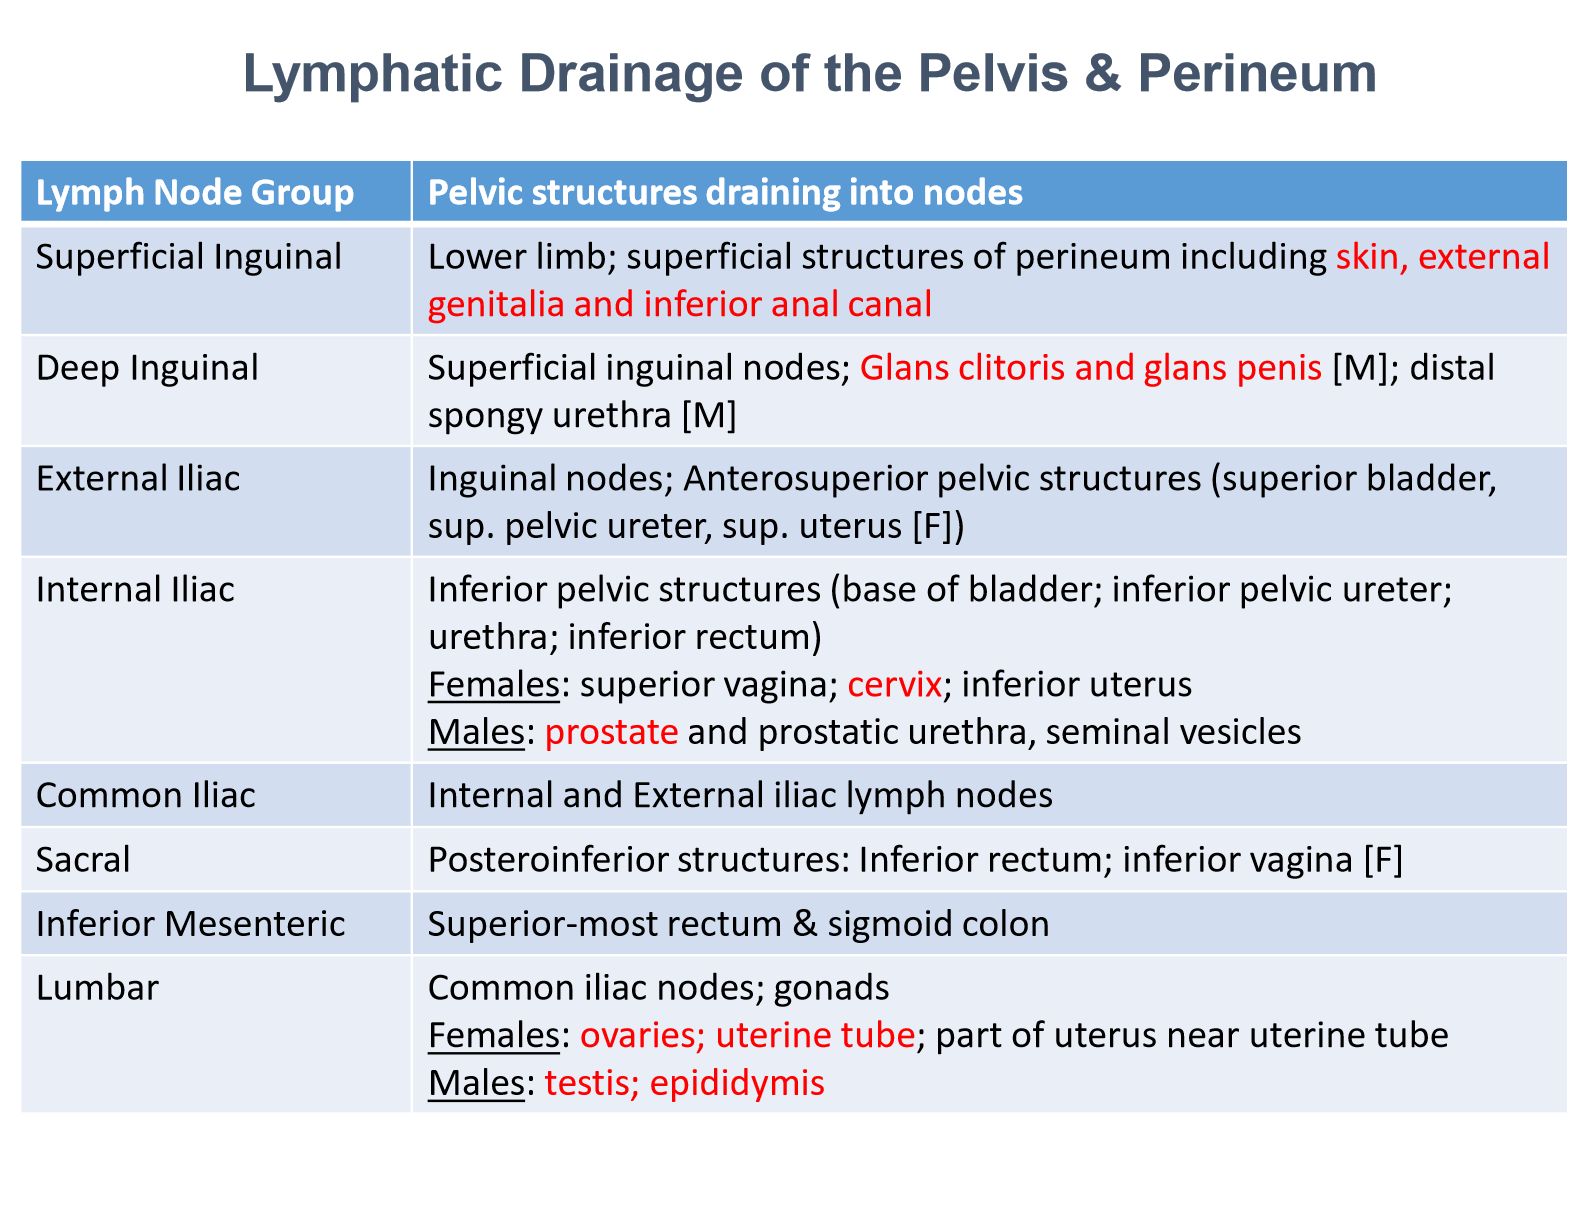 Lymphatic Drainage of the Pelvis & Perineum
Lymph Node Group
Pelvic structures draining into nodes
Superficial Inguinal
Lower limb; superficial structures of perineum including skin, external
genitalia and inferior anal canal
Deep Inguinal
Superficial inguinal nodes; Glans clitoris and glans penis [M]; distal
spongy urethra [M]
External Iliac
Inguinal nodes; Anterosuperior pelvic structures (superior bladder,
sup. pelvic ureter, sup. uterus [F])
Internal Iliac
Inferior pelvic structures (base of bladder; inferior pelvic ureter;
urethra; inferior rectum)
Females: superior vagina; cervix; inferior uterus
Males: prostate and prostatic urethra, seminal vesicles
Common Iliac
Internal and External iliac lymph nodes
Sacral
Posteroinferior structures: Inferior rectum; inferior vagina [F]
Inferior Mesenteric
Superior-most rectum & sigmoid colon
Lumbar
Common iliac nodes; gonads
Females: ovaries; uterine tube; part of uterus near uterine tube
Males: testis; epididymis